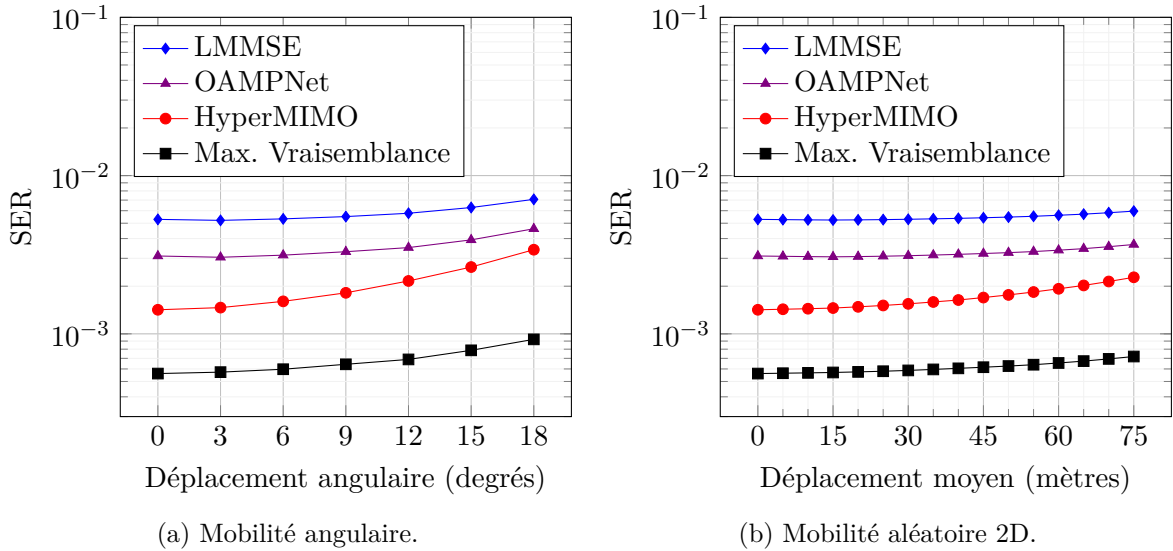 10^{-1}
10^{-2}
10^{-3}
SER
LMMSE
OAMPNet
HyperMIMO
Max. Vraisemblance
0 3 6 9 12 15 18
Déplacement angulaire (degrés)
(a) Mobilité angulaire.
10^{-1}
10^{-2}
10^{-3}
SER
LMMSE
OAMPNet
HyperMIMO
Max. Vraisemblance
0 15 30 45 60 75
Déplacement moyen (mètres)
(b) Mobilité aléatoire 2D.